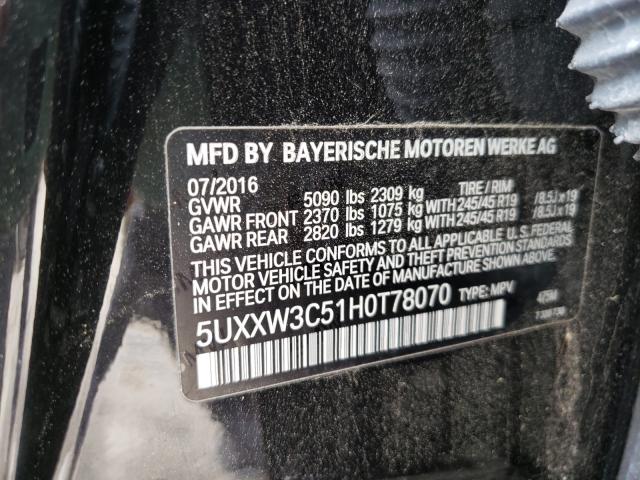 MFD BY BAYERISCHE MOTOREN WERKE AG
07/2016 TIRE / RIM
GVWR 5090 lbs 2309 kg
GAWR FRONT 2370 lbs 1075 kg WITH 245/45 R19 / 8.5J x 19
GAWR REAR 2820 lbs 1279 kg WITH 245/45 R19 / 8.5J x 19
THIS VEHICLE CONFORMS TO ALL APPLICABLE U.S. FEDERAL
MOTOR VEHICLE SAFETY AND THEFT PREVENTION STANDARDS
IN EFFECT ON THE DATE OF MANUFACTURE SHOWN ABOVE.
5UXXW3C51H0T78070 TYPE: MPV